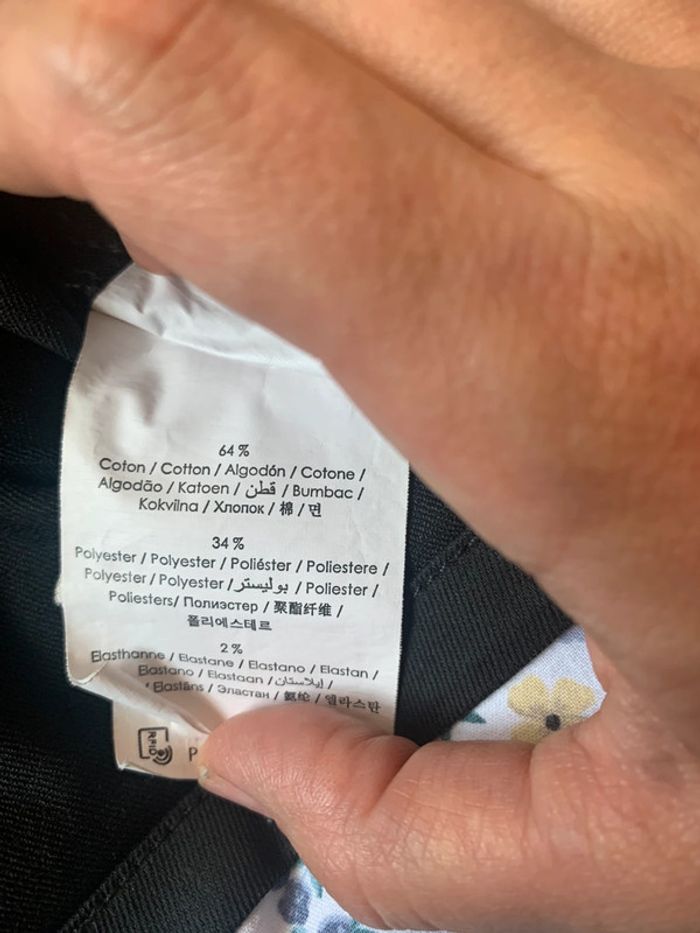 64 %
Coton / Cotton / Algodón / Cotone /
Algodão / Katoen / قطن / Bumbac /
Kokvilna / Хлопок / 棉 / 면
34 %
Polyester / Polyester / Poliéster / Poliestere /
Polyester / Polyester / بوليستر / Poliester /
Poliesters/ Полиэстер / 聚酯纤维 /
폴리에스테르
2 %
Elasthanne / Elastane / Elastano / Elastan /
Elastano / Elastaan / إيلاستان /
Elastāns / Эластан / 氨纶 / 엘라스탄
RFID P